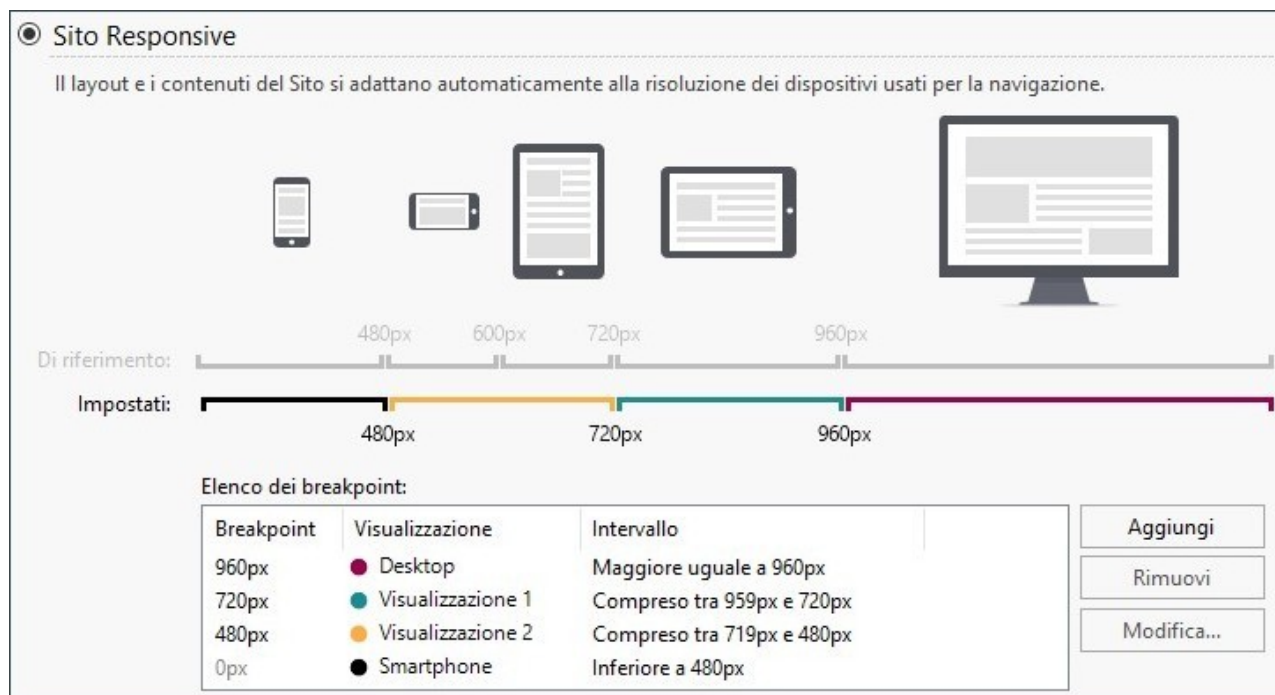 Sito Responsive
Il layout e i contenuti del Sito si adattano automaticamente alla risoluzione dei dispositivi usati per la navigazione.
480px 600px 720px 960px
Di riferimento:
Impostati:
480px 720px 960px
Elenco dei breakpoint:
Breakpoint Visualizzazione Intervallo
960px Desktop Maggiore uguale a 960px
720px Visualizzazione 1 Compreso tra 959px e 720px
480px Visualizzazione 2 Compreso tra 719px e 480px
0px Smartphone Inferiore a 480px
Aggiungi
Rimuovi
Modifica...